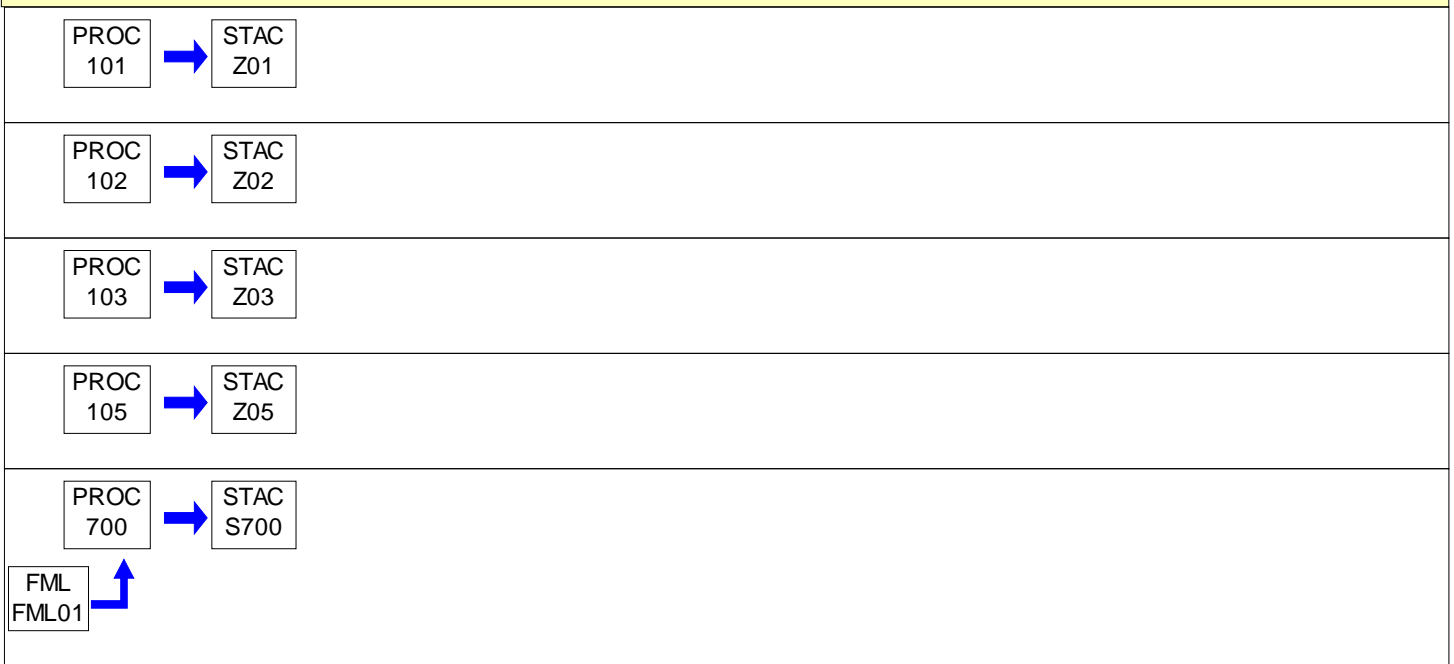 PROC
101
STAC
Z01
PROC
102
STAC
Z02
PROC
103
STAC
Z03
PROC
105
STAC
Z05
PROC
700
STAC
S700
FML
FML01